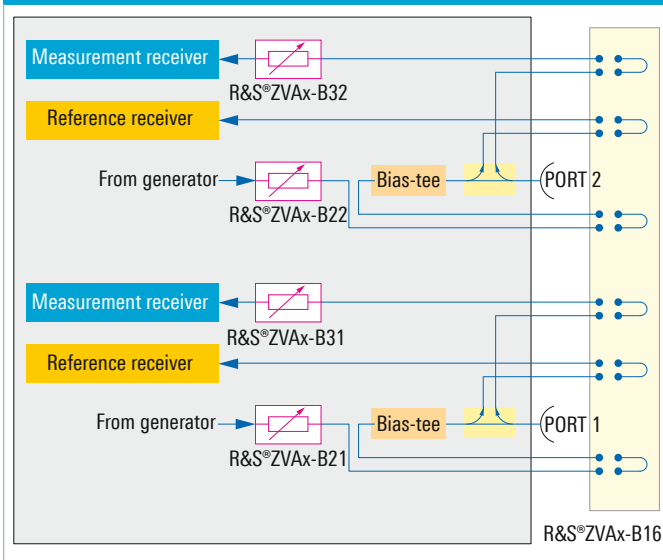 Measurement receiver
R&S®ZVAx-B32
Reference receiver
From generator
Bias-tee
PORT 2
R&S®ZVAx-B22
Measurement receiver
R&S®ZVAx-B31
Reference receiver
From generator
Bias-tee
PORT 1
R&S®ZVAx-B21
R&S®ZVAx-B16